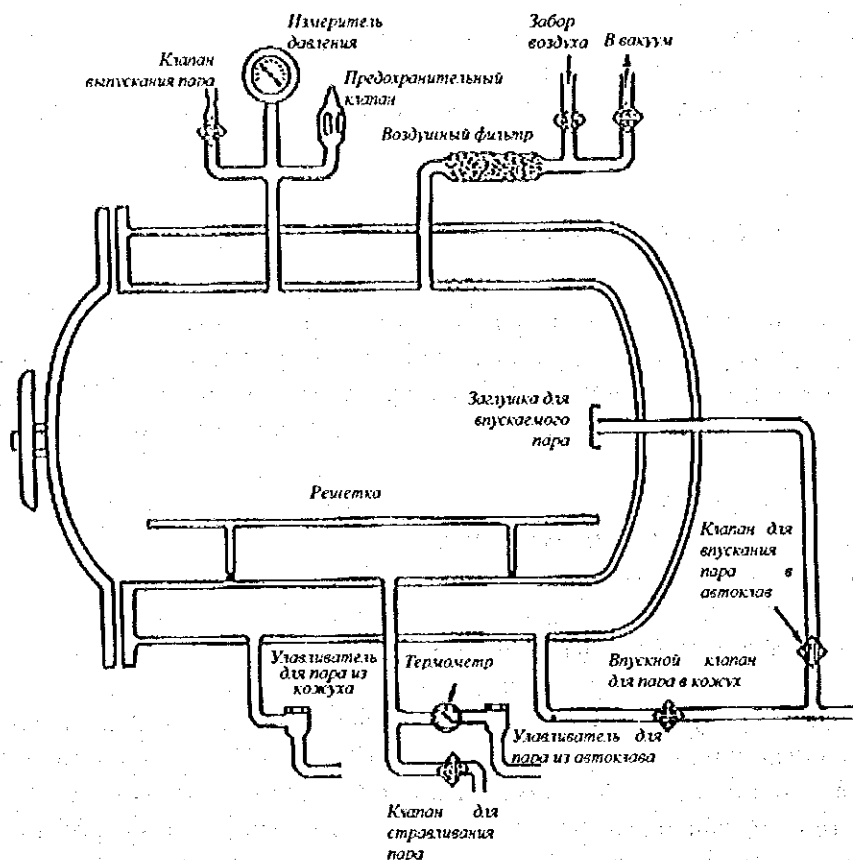 Измеритель
давления
Забор
воздуха
В вакуум
Клапан
выпускания пара
Предохранительный
клапан
Воздушный фильтр
Заглушка для
впускаемого
пара
Решетка
Клапан для
впускания
пара в
автоклав
Улавливатель
для пара из
кожуха
Термометр
Впускной клапан
для пара в кожух
Улавливатель для
пара из автоклава
Клапан для
стравливания
пара